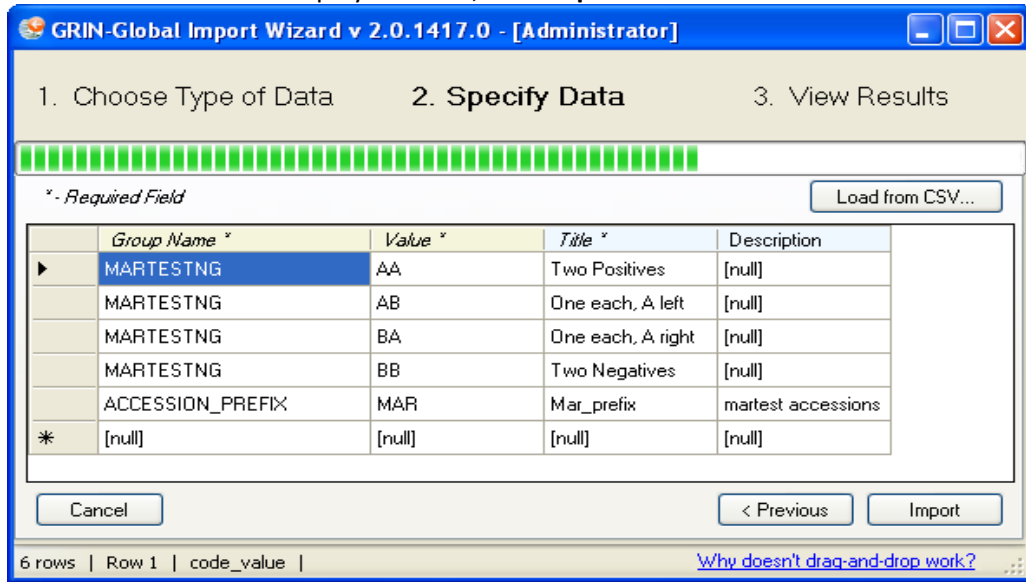 GRIN-Global Import Wizard v 2.0.1417.0 - [Administrator]
1. Choose Type of Data 2. Specify Data 3. View Results
* - Required Field Load from CSV...
Group Name * Value * Title * Description
MARTESTNG AA Two Positives [null]
MARTESTNG AB One each, A left [null]
MARTESTNG BA One each, A right [null]
MARTESTNG BB Two Negatives [null]
ACCESSION_PREFIX MAR Mar_prefix martest accessions
[null] [null] [null] [null]
Cancel < Previous Import
6 rows | Row 1 | code_value | Why doesn't drag-and-drop work?